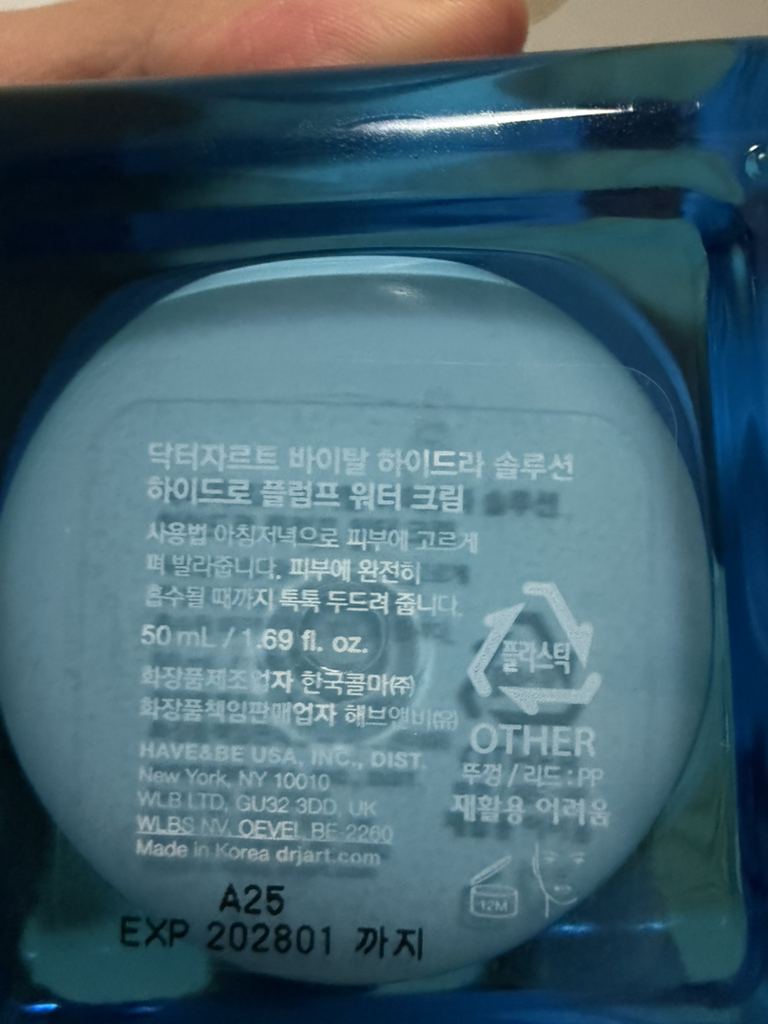 닥터자르트 바이탈 하이드라 솔루션
하이드로 플럼프 워터 크림
사용법 아침저녁으로 피부에 고르게
펴 발라줍니다. 피부에 완전히
흡수될 때까지 톡톡 두드려 줍니다.
50 mL / 1.69 fl. oz.
화장품제조업자 한국콜마㈜
화장품책임판매업자 해브앤비(유)
HAVE&BE USA, INC., DIST.
New York, NY 10010
WLB LTD, GU32 3DD, UK
WLBS NV, OEVEL BE 2260
Made in Korea drjart.com
플라스틱
OTHER
뚜껑 / 리드 : PP
재활용 어려움
12M
A25
EXP 202801 까지